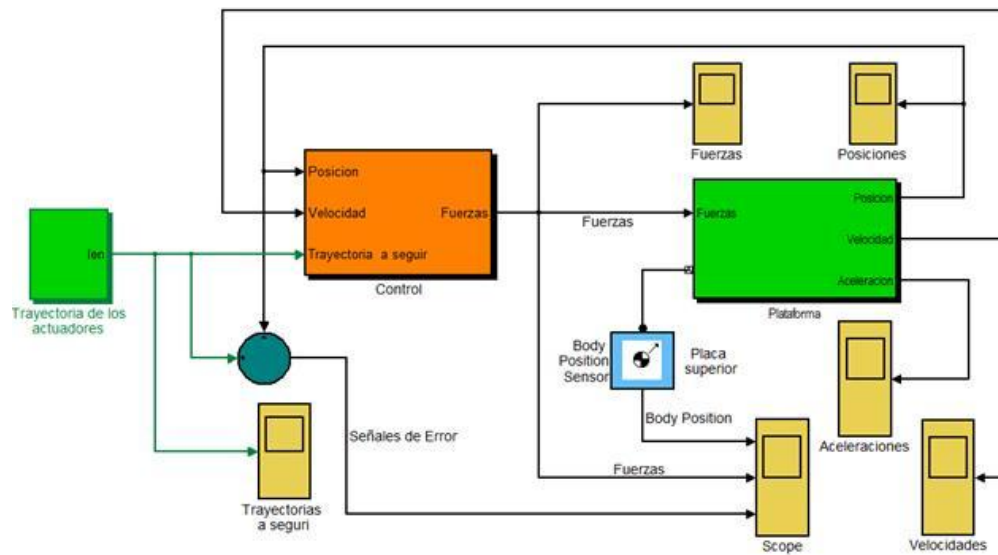 Fuerzas
Posiciones
Posicion
Velocidad
Trayectoria a seguir
Fuerzas
Control
Fuerzas
Fuerzas
Posicion
Velocidad
Aceleracion
Plataforma
len
Trayectoria de los
actuadores
Body
Position
Sensor
Placa
superior
Body Position
Aceleraciones
Señales de Error
Fuerzas
Trayectorias
a seguri
Scope
Velocidades